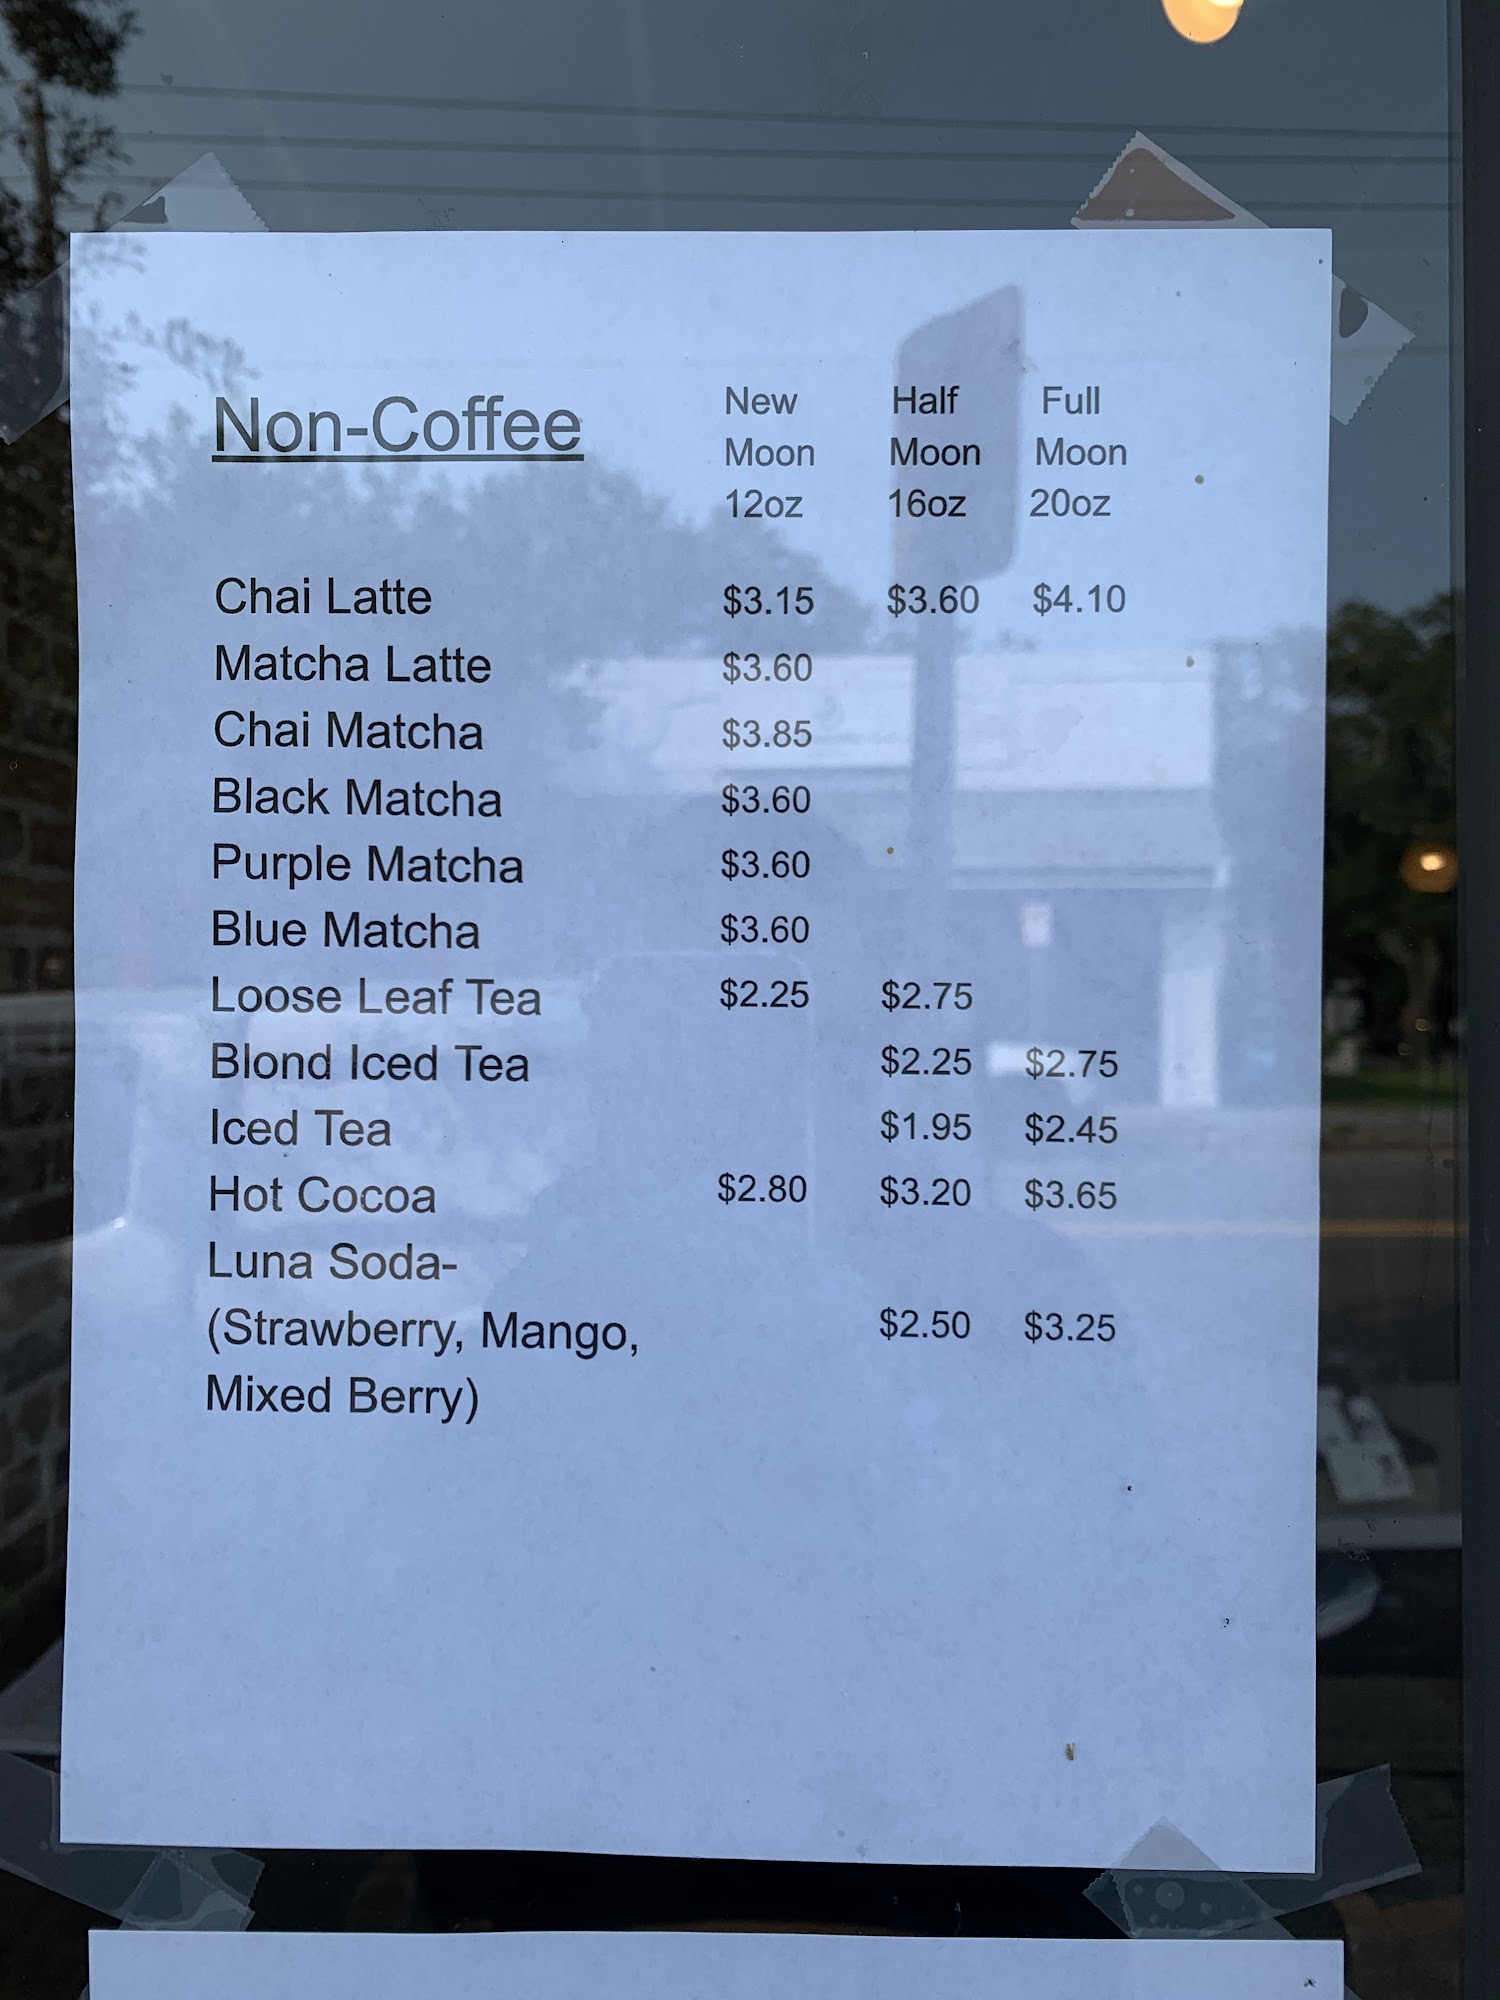 Non-Coffee New Half Full
Moon Moon Moon
12oz 16oz 20oz
Chai Latte $3.15 $3.60 $4.10
Matcha Latte $3.60
Chai Matcha $3.85
Black Matcha $3.60
Purple Matcha $3.60
Blue Matcha $3.60
Loose Leaf Tea $2.25 $2.75
Blond Iced Tea $2.25 $2.75
Iced Tea $1.95 $2.45
Hot Cocoa $2.80 $3.20 $3.65
Luna Soda-
(Strawberry, Mango, $2.50 $3.25
Mixed Berry)